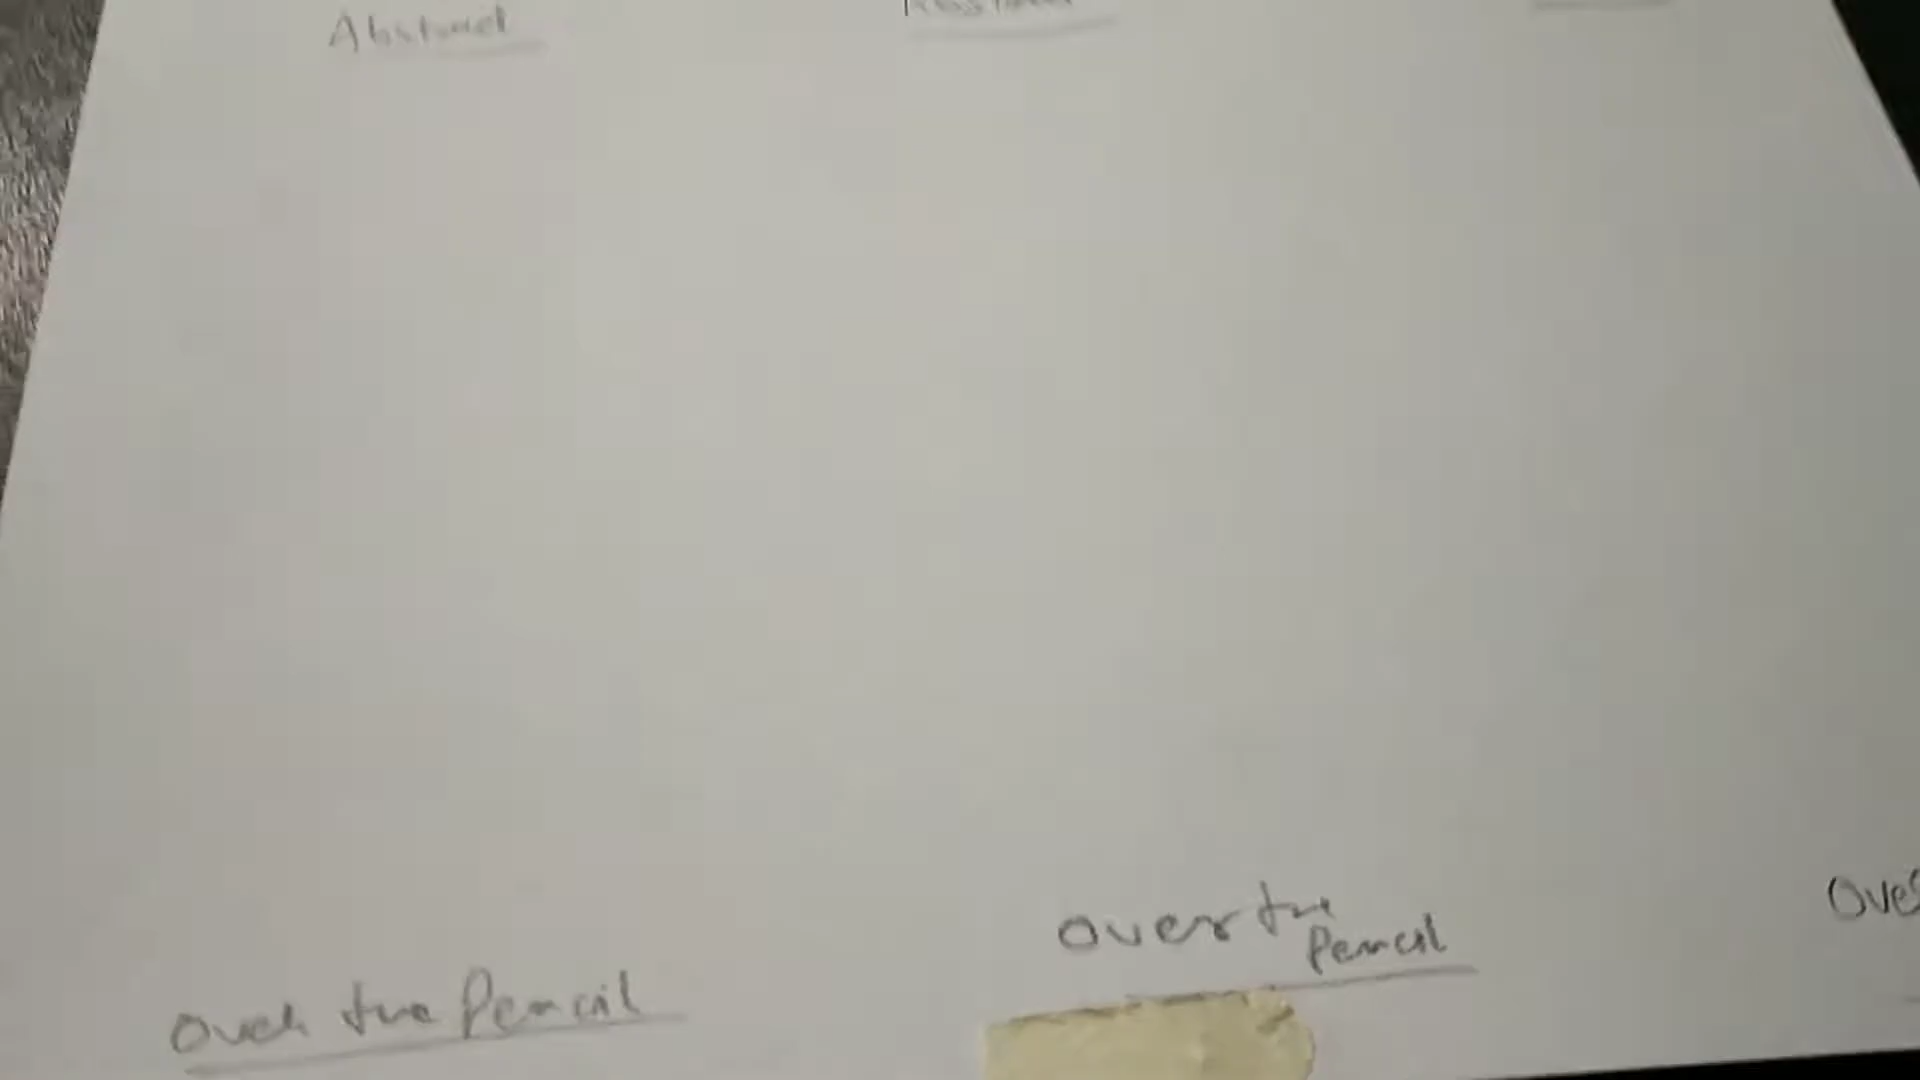 Abstract
over the
Pencil
over the Pencil